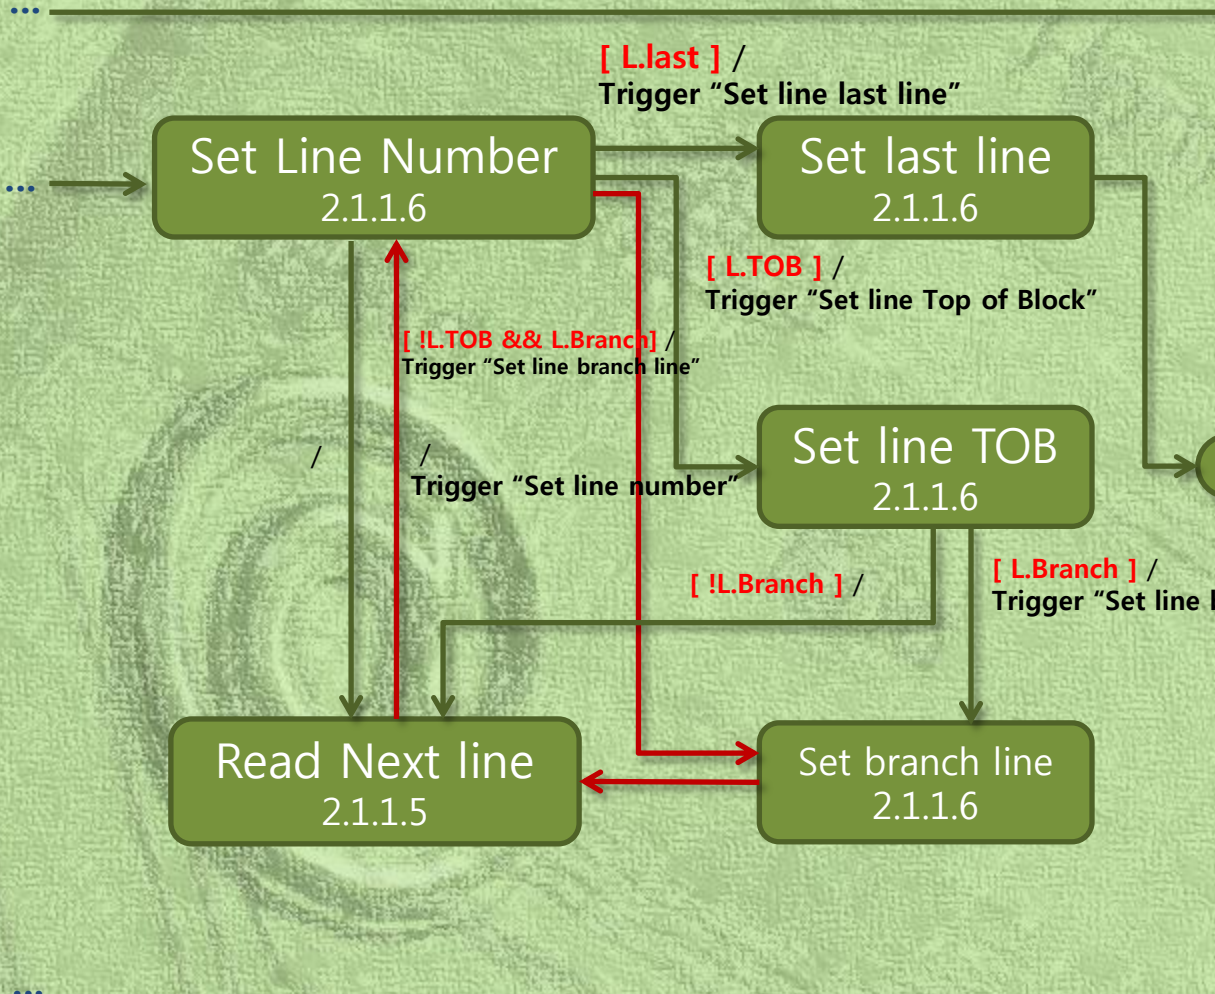 ...
[ L.last ] /
Trigger “Set line last line”
Set Line Number
2.1.1.6
Set last line
2.1.1.6
...
[ L.TOB ] /
Trigger “Set line Top of Block”
[ !L.TOB && L.Branch] /
Trigger “Set line branch line”
Set line TOB
2.1.1.6
/
/
Trigger “Set line number”
[ !L.Branch ] /
[ L.Branch ] /
Trigger “Set line
Read Next line
2.1.1.5
Set branch line
2.1.1.6
...